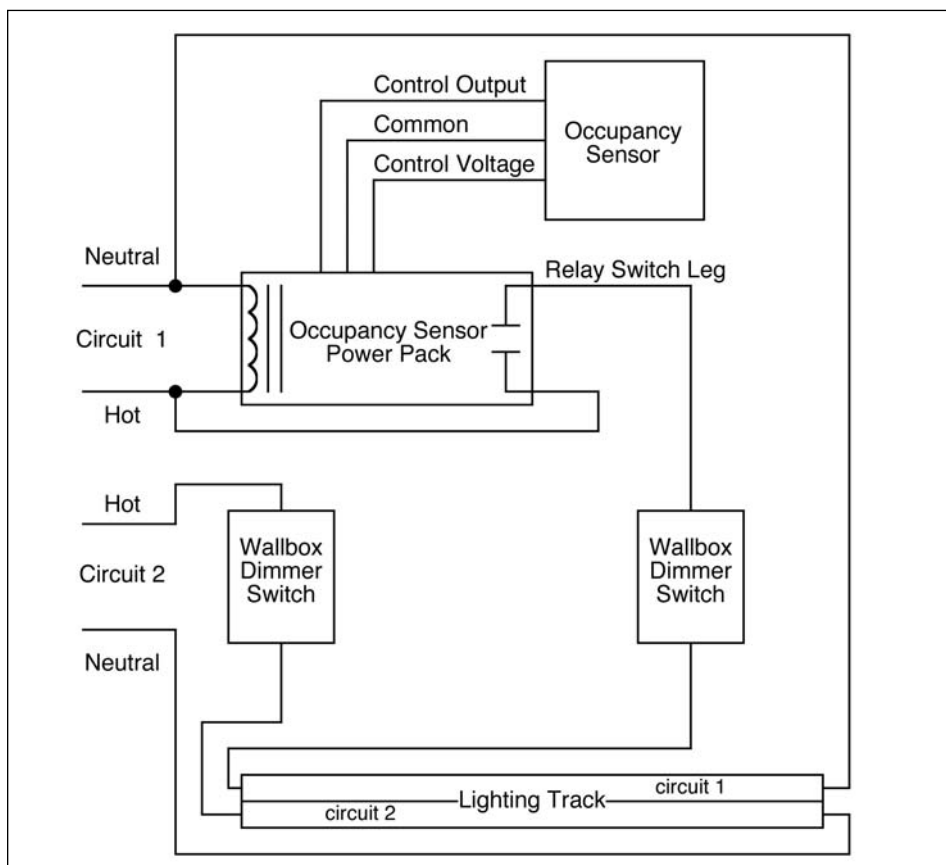 Control Output
Common
Control Voltage
Occupancy
Sensor
Neutral
Relay Switch Leg
Circuit 1
Occupancy Sensor
Power Pack
Hot
Hot
Circuit 2
Neutral
Wallbox
Dimmer
Switch
Wallbox
Dimmer
Switch
circuit 1
Lighting Track
circuit 2